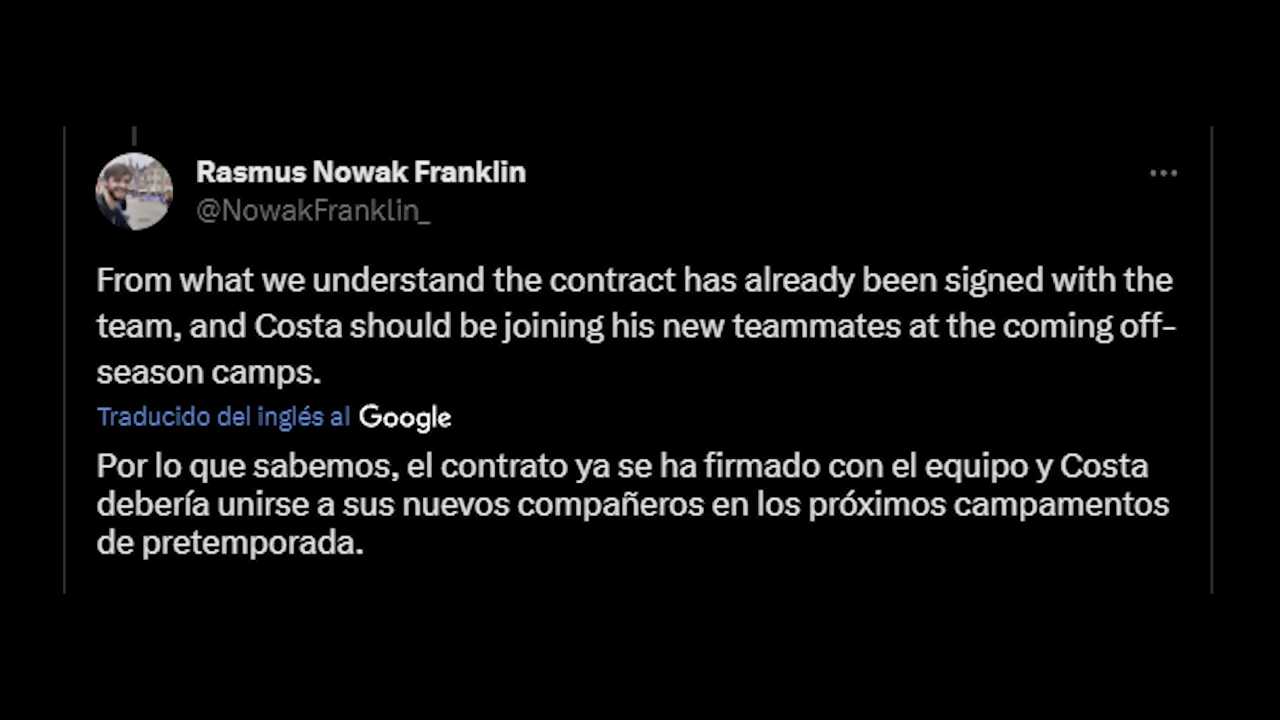 Rasmus Nowak Franklin
@NowakFranklin_
From what we understand the contract has already been signed with the
team, and Costa should be joining his new teammates at the coming off-
season camps.
Traducido del inglés al Google
Por lo que sabemos, el contrato ya se ha firmado con el equipo y Costa
debería unirse a sus nuevos compañeros en los próximos campamentos
de pretemporada.